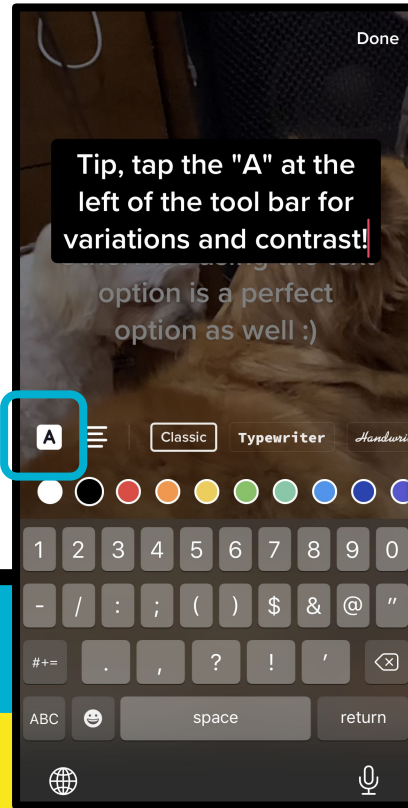 Done
Tip, tap the "A" at the
left of the tool bar for
variations and contrast!
option is a perfect
option as well :)
A
Classic Typewriter
1 2 3 4 5 6 7 8 9 0
- / : ; ( ) $ & @ "
#+= . , ? ! '
ABC space return